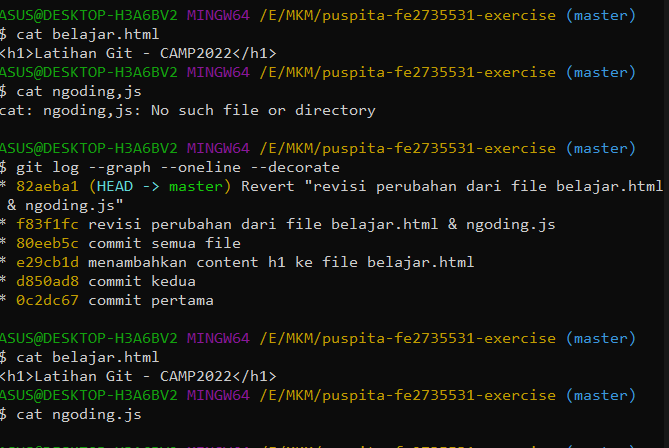 ASUS@DESKTOP-H3A6BV2 MINGW64 /E/MKM/puspita-fe2735531-exercise (master)
$ cat belajar.html
<h1>Latihan Git - CAMP2022</h1>
ASUS@DESKTOP-H3A6BV2 MINGW64 /E/MKM/puspita-fe2735531-exercise (master)
$ cat ngoding,js
cat: ngoding,js: No such file or directory
ASUS@DESKTOP-H3A6BV2 MINGW64 /E/MKM/puspita-fe2735531-exercise (master)
$ git log --graph --oneline --decorate
* 82aeba1 (HEAD -> master) Revert "revisi perubahan dari file belajar.html
& ngoding.js"
* f83f1fc revisi perubahan dari file belajar.html & ngoding.js
* 80eeb5c commit semua file
* e29cb1d menambahkan content h1 ke file belajar.html
* d850ad8 commit kedua
* 0c2dc67 commit pertama
ASUS@DESKTOP-H3A6BV2 MINGW64 /E/MKM/puspita-fe2735531-exercise (master)
$ cat belajar.html
<h1>Latihan Git - CAMP2022</h1>
ASUS@DESKTOP-H3A6BV2 MINGW64 /E/MKM/puspita-fe2735531-exercise (master)
$ cat ngoding.js